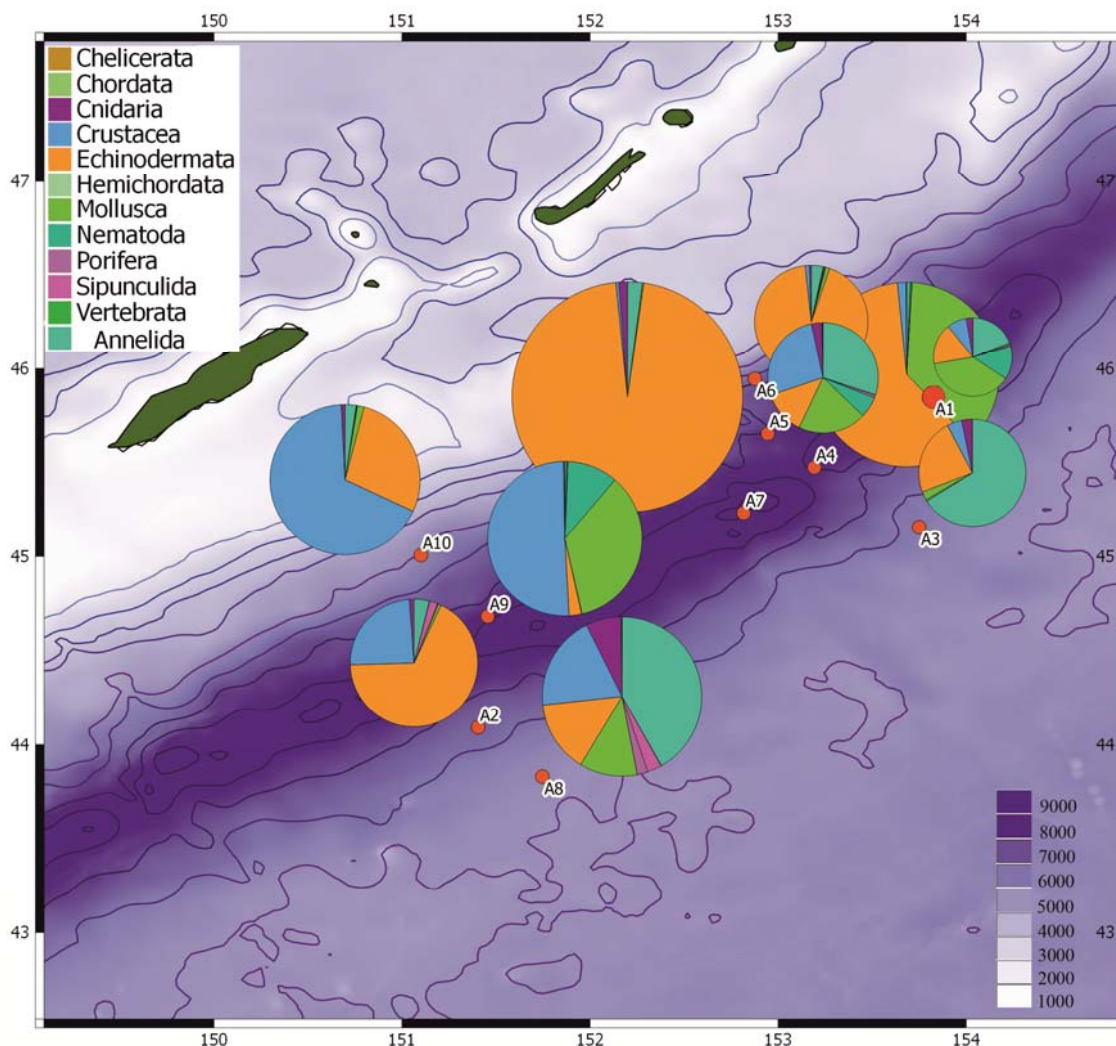 150 151 152 153 154
Chelicerata
Chordata
Cnidaria
Crustacea
Echinodermata
Hemichordata
Mollusca
Nematoda
Porifera
Sipunculida
Vertebrata
Annelida
47 47
46 46
A6
A1
A5
A4
A7
A3
45 45
A10
A9
A2
44 44
A8
9000
8000
7000
6000
5000
4000
3000
2000
1000
43 43
150 151 152 153 154